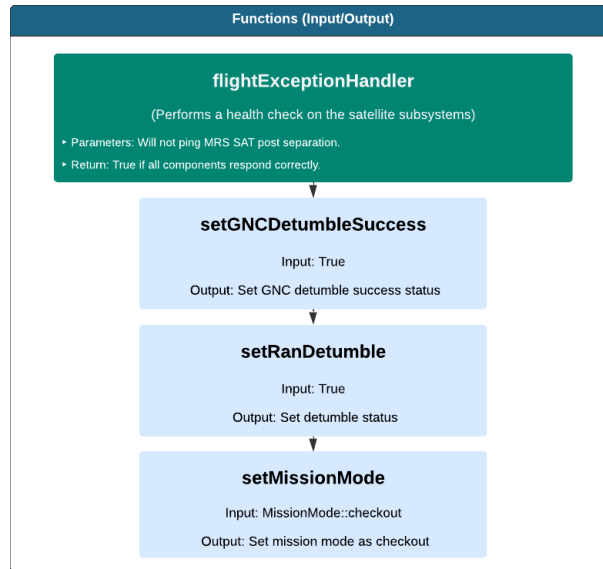 Functions (Input/Output)
flightExceptionHandler
(Performs a health check on the satellite subsystems)
‣ Parameters: Will not ping MRS SAT post separation.
‣ Return: True if all components respond correctly.
setGNCDetumbleSuccess
Input: True
Output: Set GNC detumble success status
setRanDetumble
Input: True
Output: Set detumble status
setMissionMode
Input: MissionMode::checkout
Output: Set mission mode as checkout